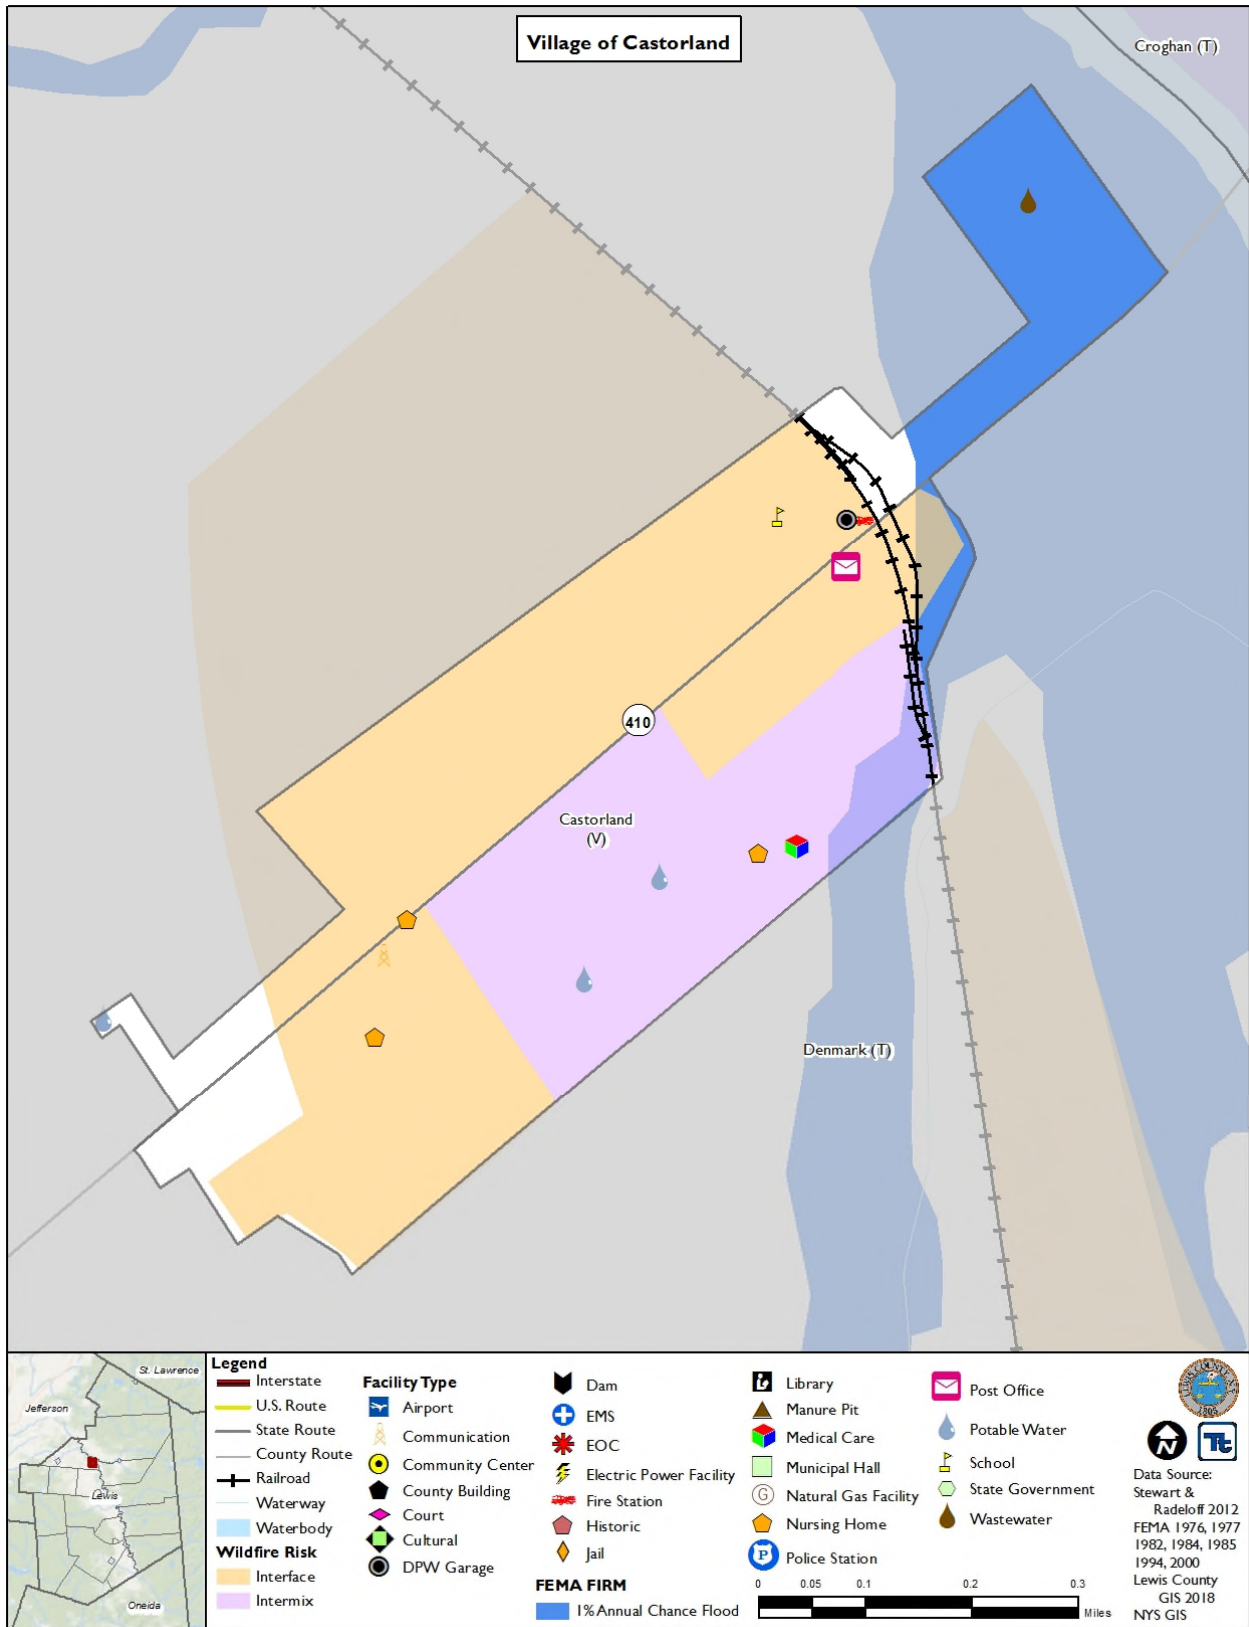 Village of Castorland
Croghan (T)
410
Castorland
(V)
Denmark (T)
St. Lawrence
Jefferson
Lewis
Oneida
Legend
Interstate
U.S. Route
State Route
County Route
Railroad
Waterway
Waterbody
Wildfire Risk
Interface
Intermix
Facility Type
Airport
Communication
Community Center
County Building
Court
Cultural
DPW Garage
Dam
EMS
EOC
Electric Power Facility
Fire Station
Historic
Jail
FEMA FIRM
1% Annual Chance Flood
Library
Manure Pit
Medical Care
Municipal Hall
G Natural Gas Facility
Nursing Home
P Police Station
0 0.05 0.1 0.2 0.3
Miles
Post Office
Potable Water
School
State Government
Wastewater
N
Tt
Data Source:
Stewart &
Radeloff 2012
FEMA 1976, 1977
1982, 1984, 1985
1994, 2000
Lewis County
GIS 2018
NYS GIS